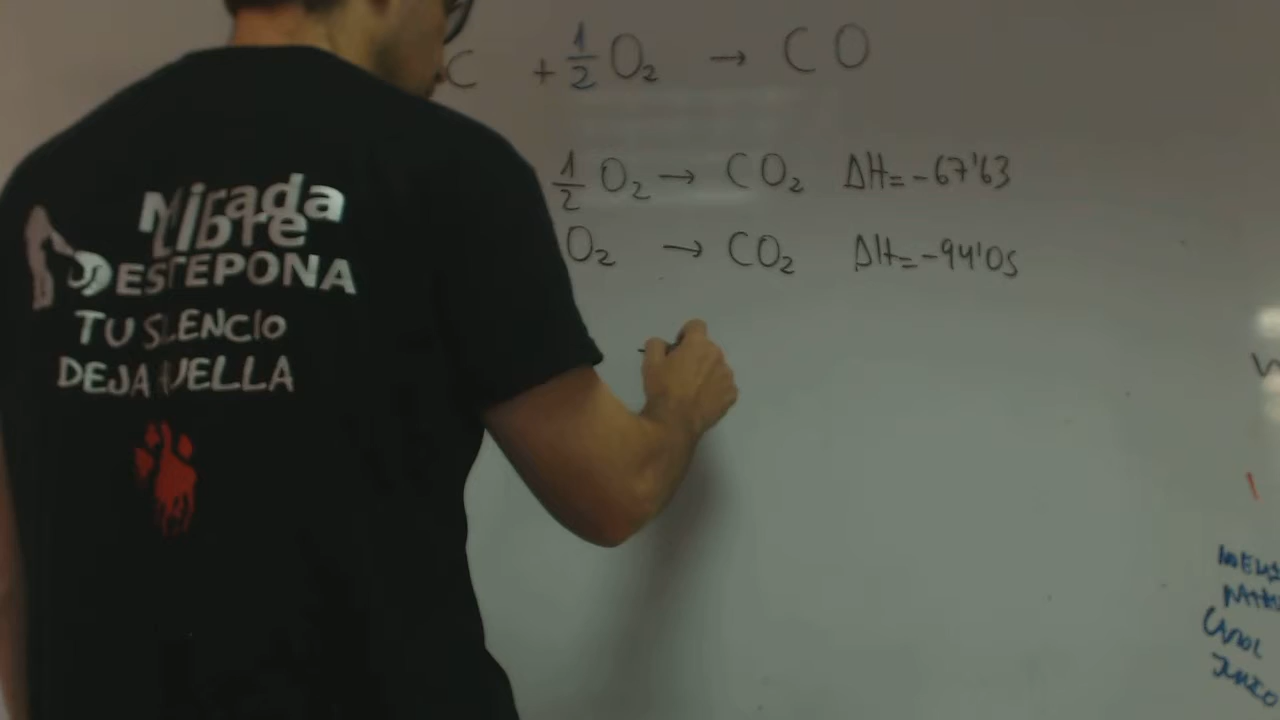 C + 1/2 O₂ → CO
1/2 O₂ → CO₂ ΔH=-67'63
O₂ → CO₂ ΔH=-94'05
Mirada
Libre
ESTEPONA
TU SILENCIO
DEJA HUELLA